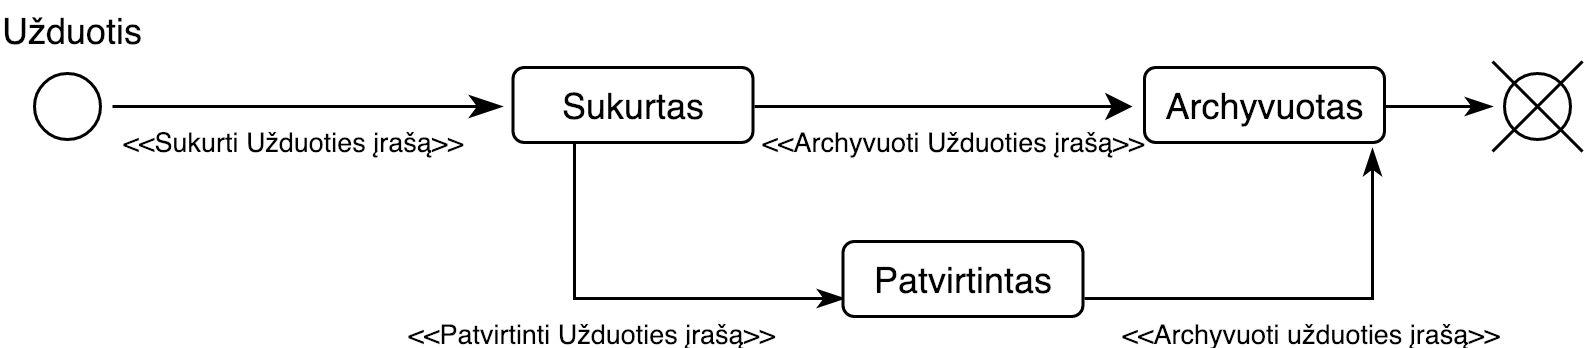 Užduotis
Sukurtas
Archyvuotas
<<Sukurti Užduoties įrašą>>
<<Archyvuoti Užduoties įrašą>>
Patvirtintas
<<Patvirtinti Užduoties įrašą>>
<<Archyvuoti užduoties įrašą>>